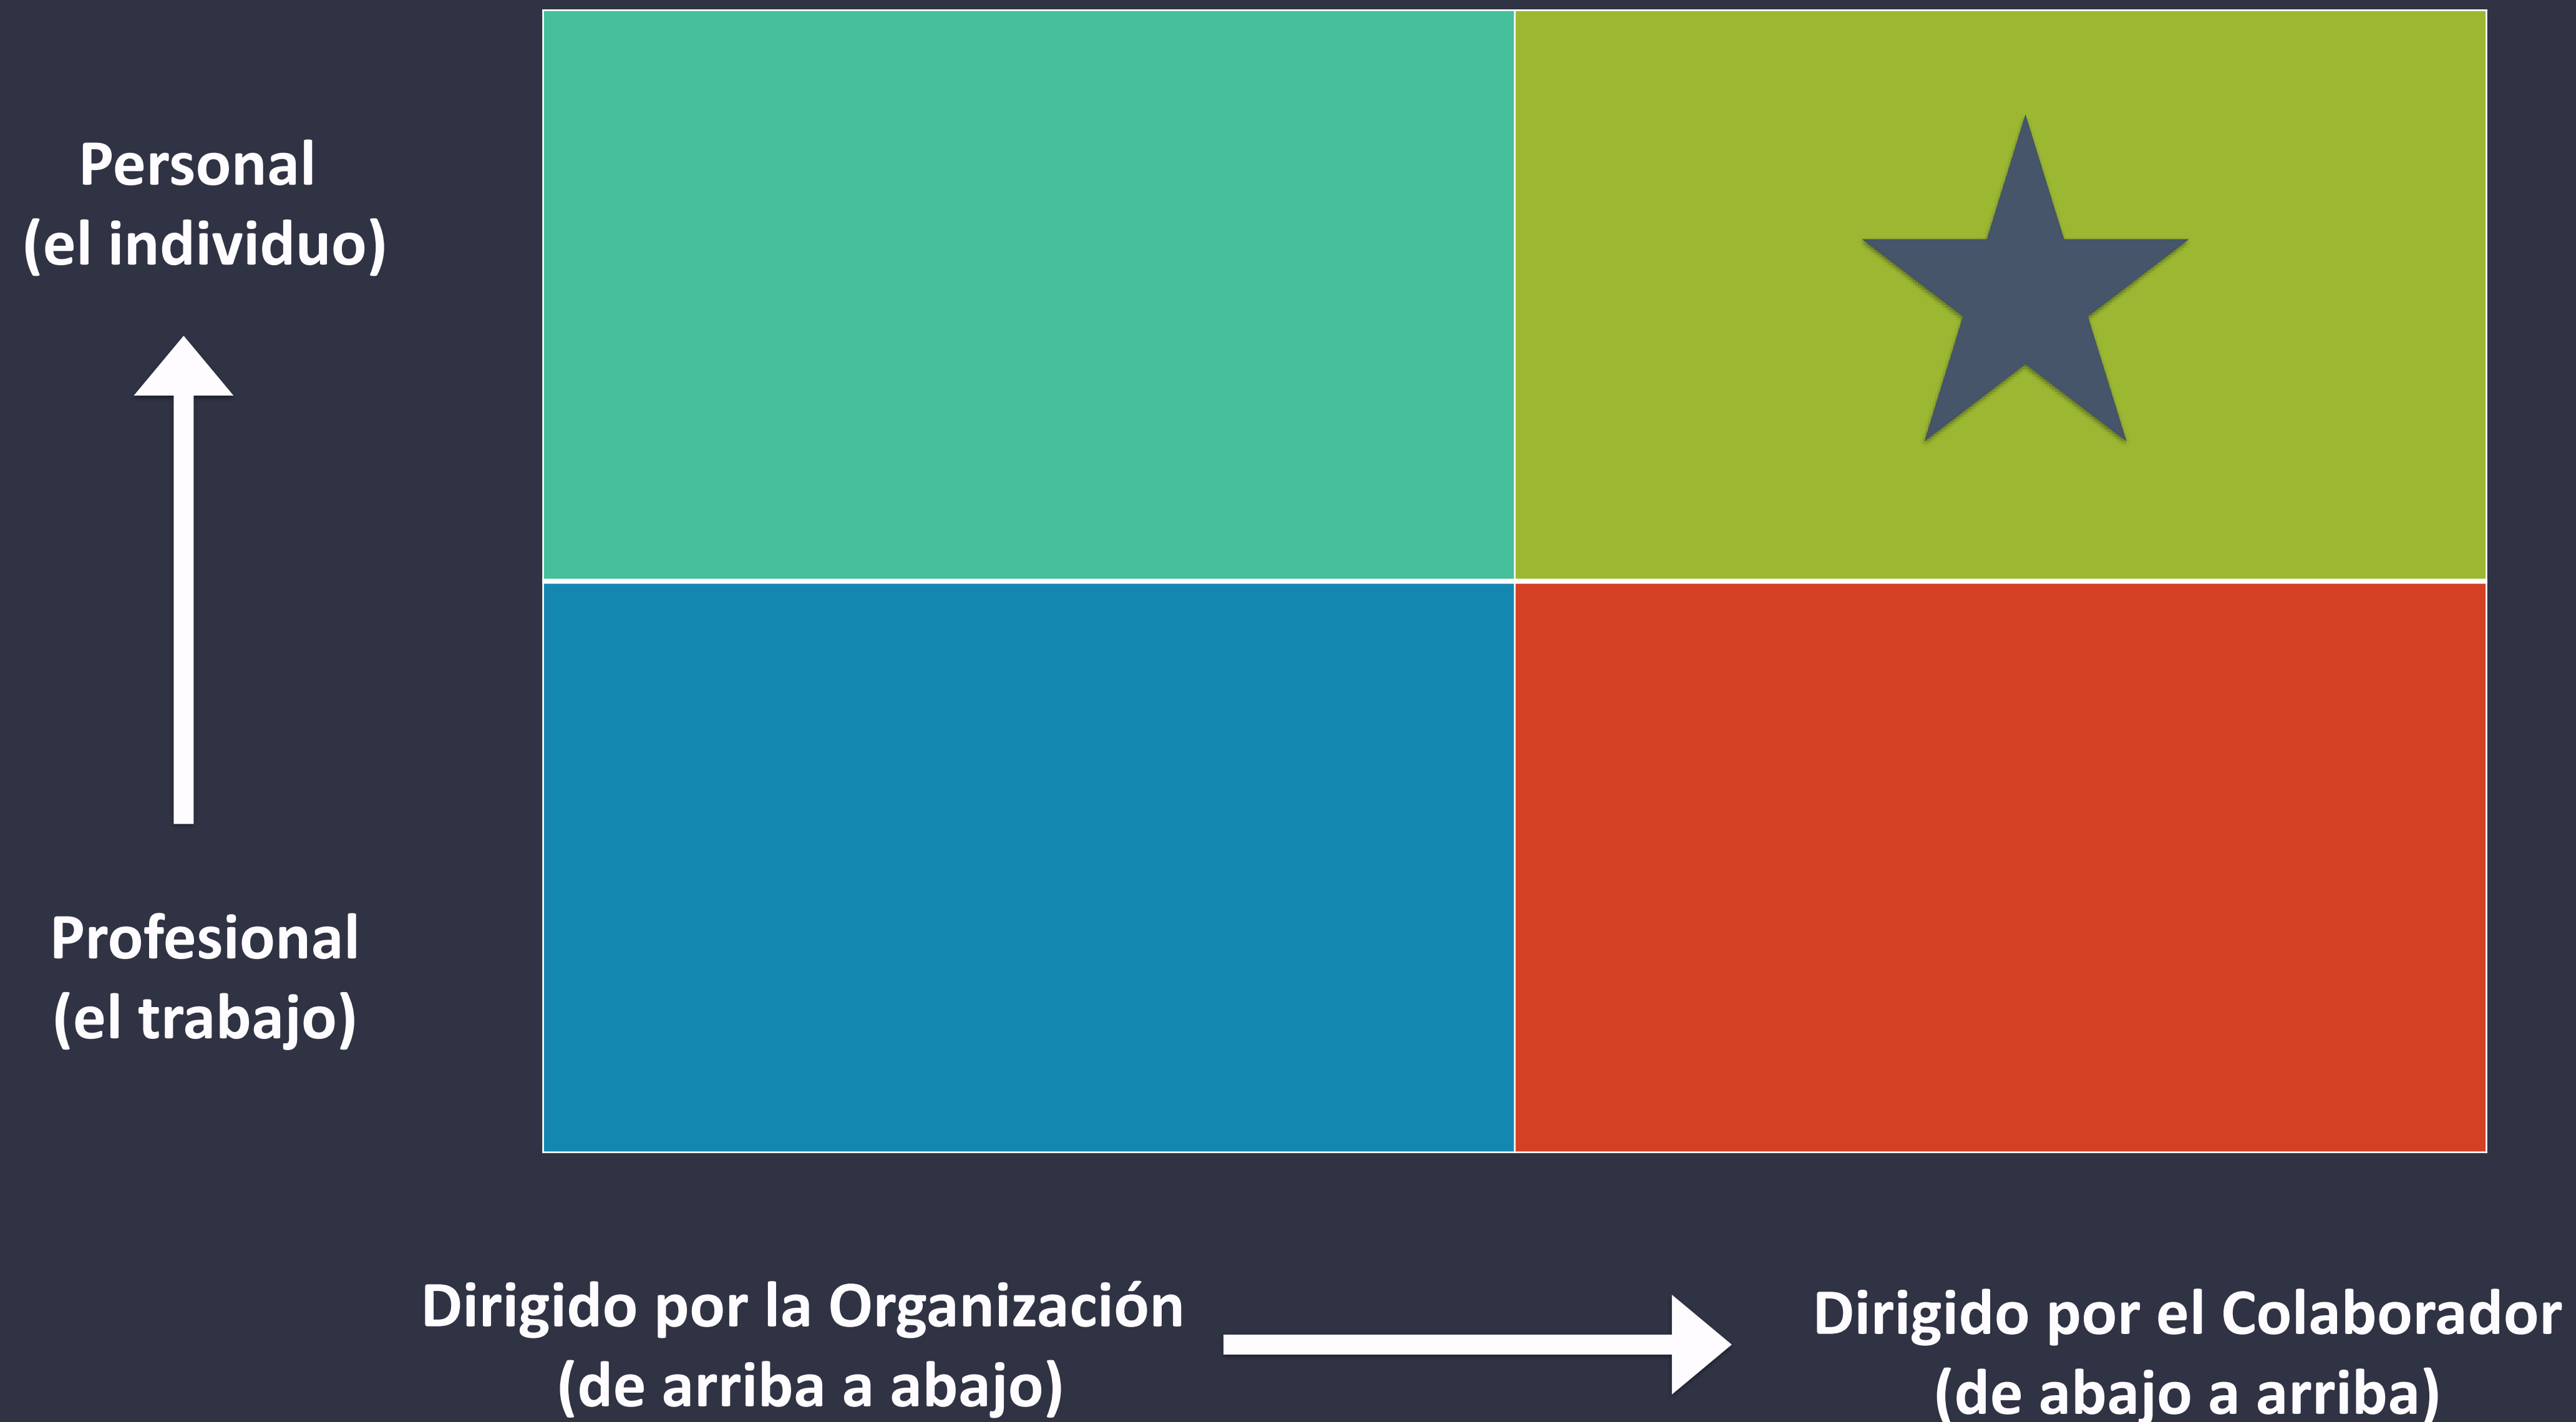 Personal
(el individuo)
Profesional
(el trabajo)
Dirigido por la Organización
(de arriba a abajo)
Dirigido por el Colaborador
(de abajo a arriba)